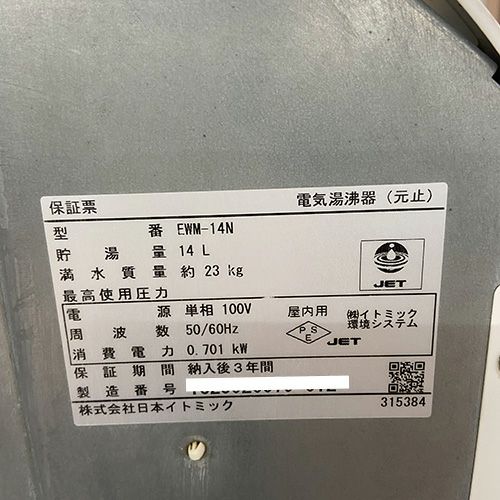 保証票 電気湯沸器（元止）
型番 EWM-14N
貯湯量 14 L
満水質量 約 23 kg
JET
最高使用圧力
電源 単相 100V 屋内用 ㈱イトミック
周波数 50/60Hz PSE JET 環境システム
消費電力 0.701 kW
保証期間 納入後３年間
製造番号
株式会社日本イトミック 315384